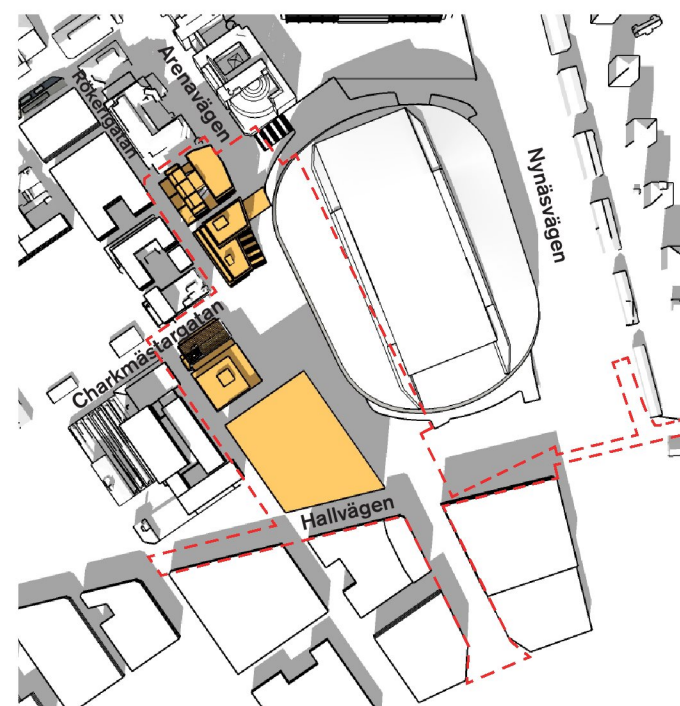 Arenavägen
Rökerigatan
Nynäsvägen
Charkmästargatan
Hallvägen